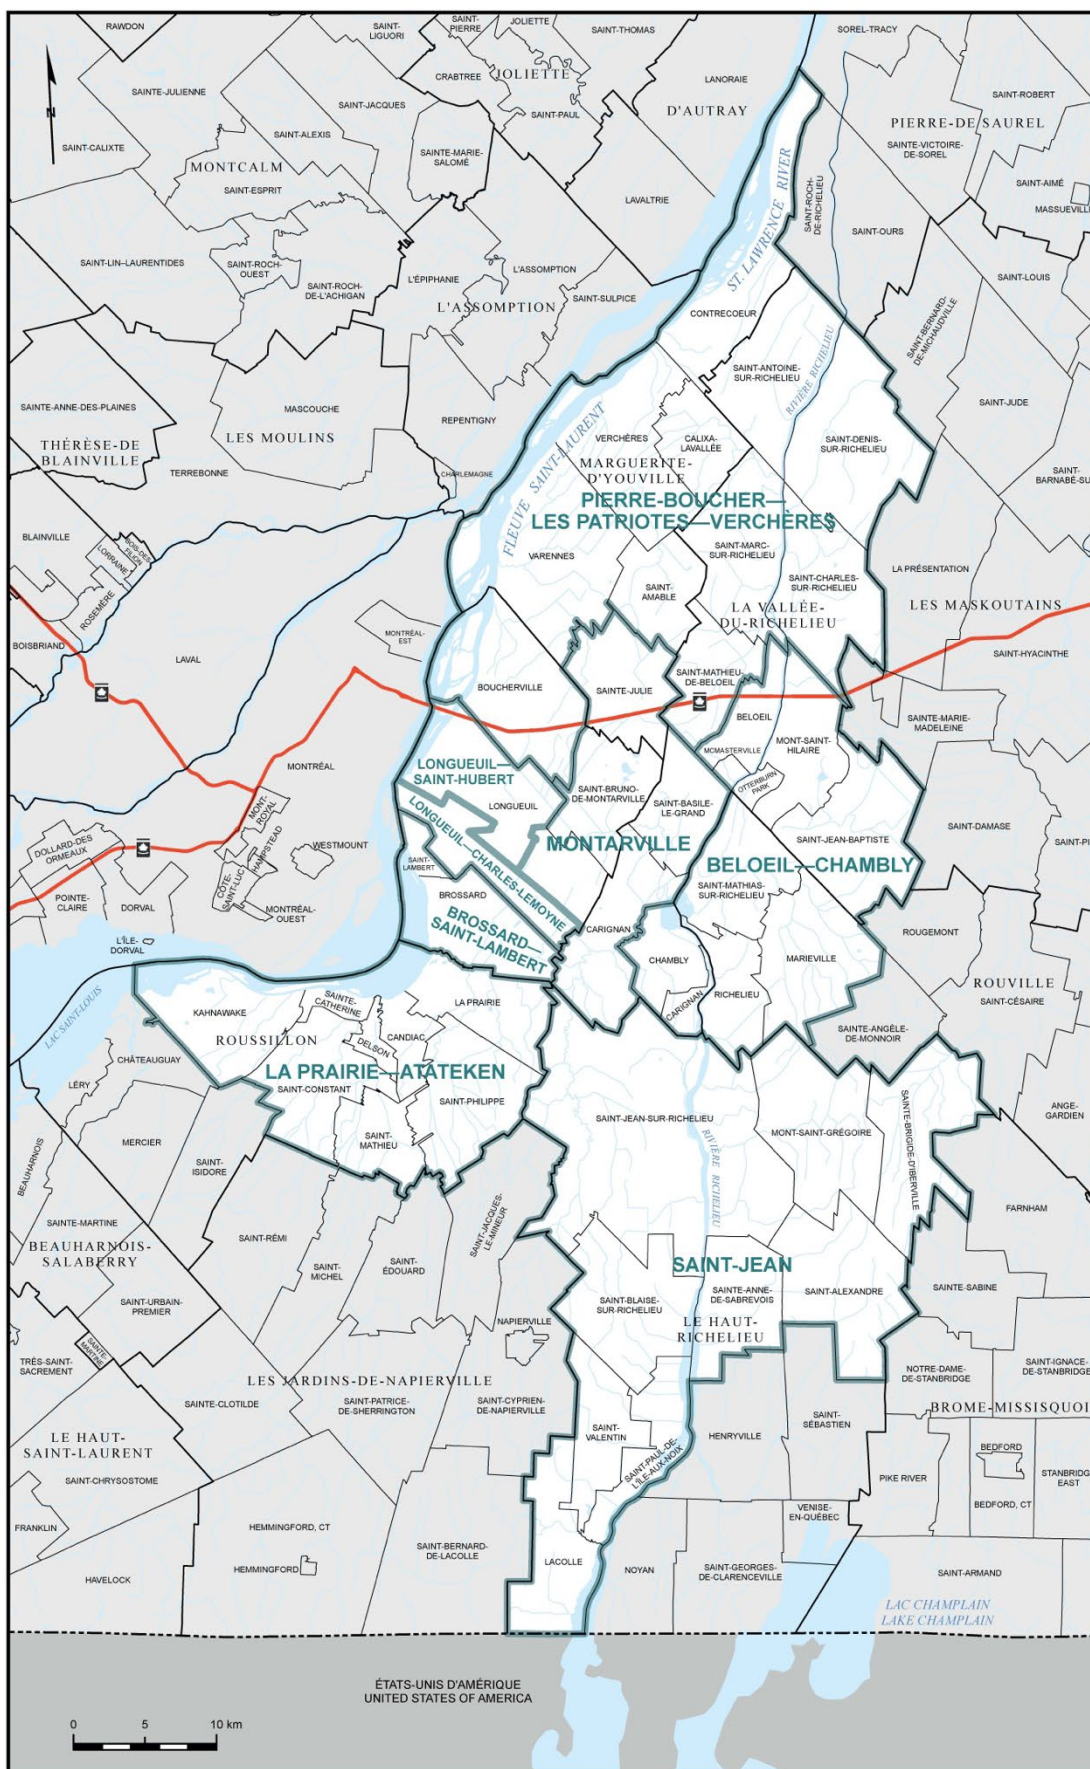 RAWDON
SAINT-
LIGUORI
SAINT-
PIERRE
JOLIETTE
SAINT-THOMAS
SOREL-TRACY
CRABTREE
JOLIETTE
LANORAIE
D'AUTRAY
SAINTE-JULIENNE
SAINT-JACQUES
SAINT-PAUL
SAINT-ROBERT
PIERRE-DE SAUREL
SAINTE-VICTOIRE-
DE-SOREL
N
SAINT-CALIXTE
SAINT-ALEXIS
SAINTE-MARIE-
SALOMÉ
MONTCALM
SAINT-ESPRIT
SAINT-AIMÉ
MASSUEVILLE
LAVALTRIE
ST. LAWRENCE RIVER
SAINT-ROCH-
DE-RICHELIEU
SAINT-OURS
SAINT-LIN–LAURENTIDES
SAINT-ROCH-
OUEST
SAINT-ROCH-
DE-L'ACHIGAN
L'ÉPIPHANIE
L'ASSOMPTION
L'ASSOMPTION
SAINT-SULPICE
SAINT-LOUIS
CONTRECOEUR
SAINT-BERNARD-
DE-MICHAUDVILLE
RIVIÈRE RICHELIEU
SAINT-ANTOINE-
SUR-RICHELIEU
SAINTE-ANNE-DES-PLAINES
MASCOUCHE
LES MOULINS
REPENTIGNY
SAINT-JUDE
THÉRÈSE-DE
BLAINVILLE
TERREBONNE
CHARLEMAGNE
FLEUVE SAINT-LAURENT
VERCHÈRES
CALIXA-
LAVALLÉE
SAINT-DENIS-
SUR-RICHELIEU
MARGUERITE-
D'YOUVILLE
SAINT-
BARNABÉ-SU
PIERRE-BOUCHER—
LES PATRIOTES—VERCHÈRES
BLAINVILLE
BOIS-DES-
FILION
LORRAINE
ROSEMÈRE
VARENNES
SAINT-MARC-
SUR-RICHELIEU
SAINT-
AMABLE
SAINT-CHARLES-
SUR-RICHELIEU
LA PRÉSENTATION
LA VALLÉE-
DU-RICHELIEU
LES MASKOUTAINS
BOISBRIAND
LAVAL
MONTRÉAL-
EST
SAINT-HYACINTHE
BOUCHERVILLE
SAINTE-JULIE
SAINT-MATHIEU-
DE-BELOEIL
BELOEIL
SAINTE-MARIE-
MADELEINE
MONT-SAINT-
HILAIRE
MCMASTERVILLE
OTTERBURN
PARK
MONTRÉAL
LONGUEUIL—
SAINT-HUBERT
LONGUEUIL
SAINT-BRUNO-
DE-MONTARVILLE
SAINT-BASILE-
LE-GRAND
MONT-
ROYAL
HAMPSTEAD
CÔTE-
SAINT-LUC
WESTMOUNT
MONTRÉAL-
OUEST
DOLLARD-DES
ORMEAUX
POINTE-
CLAIRE
DORVAL
L'ÎLE-
DORVAL
LONGUEUIL—CHARLES-LEMOYNE
MONTARVILLE
SAINT-JEAN-BAPTISTE
SAINT-DAMASE
SAINT-PI
BELOEIL—CHAMBLY
SAINT-
LAMBERT
BROSSARD
BROSSARD—
SAINT-LAMBERT
SAINT-MATHIAS-
SUR-RICHELIEU
CARIGNAN
ROUGEMONT
CHAMBLY
MARIEVILLE
ROUVILLE
SAINT-CÉSAIRE
CARIGNAN
RICHELIEU
LAC SAINT-LOUIS
KAHNAWAKE
SAINTE-
CATHERINE
LA PRAIRIE
ROUSSILLON
DELSON
CANDIAC
SAINTE-ANGÈLE-
DE-MONNOIR
CHÂTEAUGUAY
LÉRY
LA PRAIRIE—ATATEKEN
SAINT-CONSTANT
SAINT-PHILIPPE
SAINT-JEAN-SUR-RICHELIEU
MONT-SAINT-GRÉGOIRE
SAINTE-BRIGIDE-D'IBERVILLE
ANGE-
GARDIEN
BEAUHARNOIS
MERCIER
SAINT-
ISIDORE
SAINT-
MATHIEU
RIVIÈRE RICHELIEU
FARNHAM
SAINTE-MARTINE
SAINT-RÉMI
SAINT-
MICHEL
SAINT-
ÉDOUARD
SAINT-JACQUES-
LE-MINEUR
BEAUHARNOIS-
SALABERRY
SAINT-JEAN
SAINT-BLAISE-
SUR-RICHELIEU
SAINTE-ANNE-
DE-SABREVOIS
SAINT-ALEXANDRE
SAINTE-SABINE
SAINT-URBAIN-
PREMIER
LE HAUT-
RICHELIEU
NAPIERVILLE
SAINTE-
MARTINE
TRÈS-SAINT-
SACREMENT
NOTRE-DAME-
DE-STANBRIDGE
SAINT-IGNACE-
DE-STANBRIDGE
LES JARDINS-DE-NAPIERVILLE
SAINTE-CLOTILDE
SAINT-PATRICE-
DE-SHERRINGTON
SAINT-CYPRIEN-
DE-NAPIERVILLE
BROME-MISSISQUOI
LE HAUT-
SAINT-LAURENT
SAINT-
VALENTIN
SAINT-PAUL-DE-
L'ÎLE-AUX-NOIX
HENRYVILLE
SAINT-
SÉBASTIEN
SAINT-CHRYSOSTOME
PIKE RIVER
BEDFORD
BEDFORD, CT
STANBRIDG
EAST
FRANKLIN
HEMMINGFORD, CT
SAINT-BERNARD-
DE-LACOLLE
VENISE-
EN-QUÉBEC
HAVELOCK
HEMMINGFORD
LACOLLE
NOYAN
SAINT-GEORGES-
DE-CLARENCEVILLE
SAINT-ARMAND
LAC CHAMPLAIN
LAKE CHAMPLAIN
ÉTATS-UNIS D'AMÉRIQUE
UNITED STATES OF AMERICA
0 5 10 km